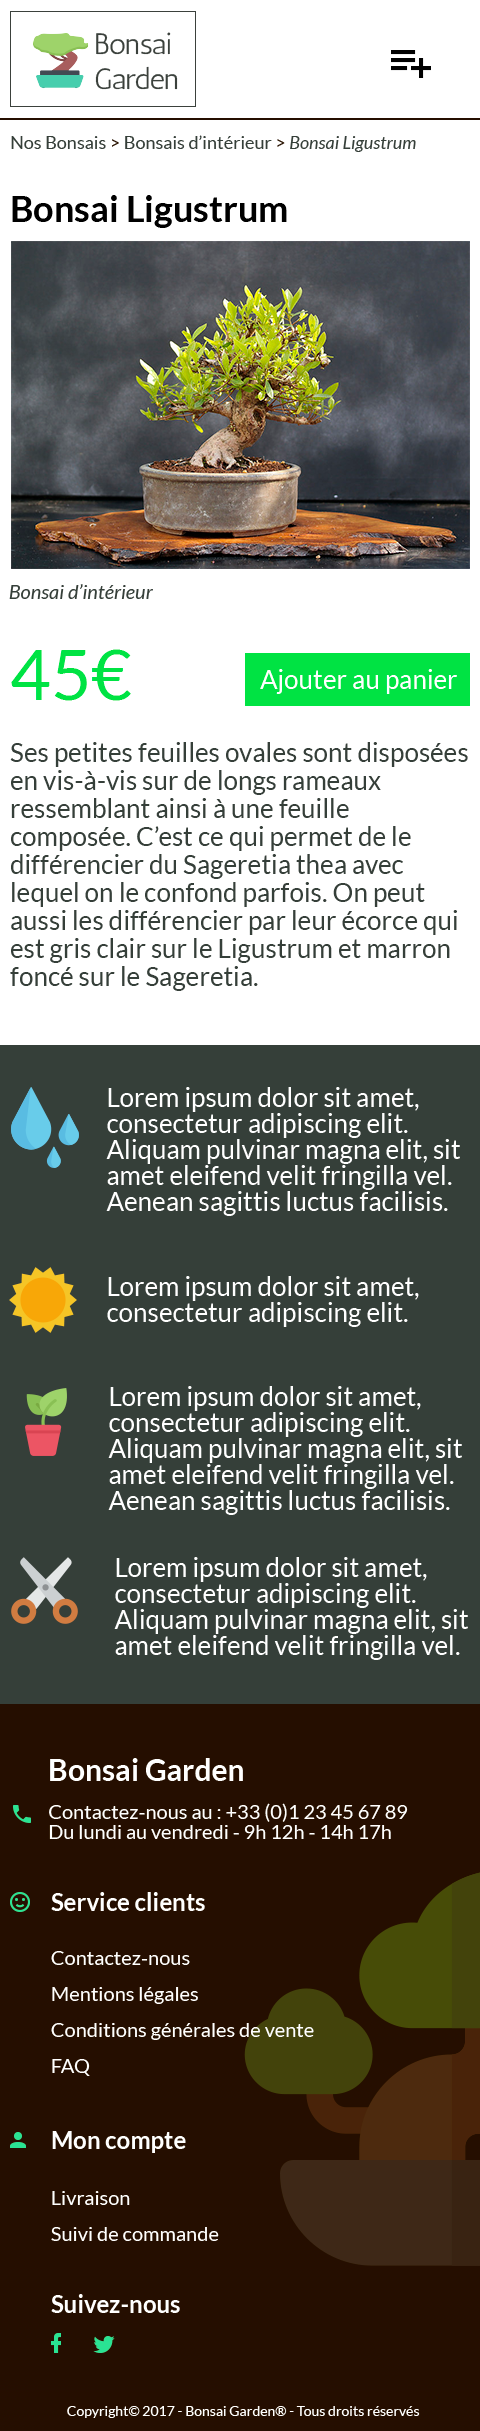 Bonsai
Garden
Nos Bonsais > Bonsais d’intérieur > Bonsai Ligustrum
Bonsai Ligustrum
Bonsai d’intérieur
45€
Ajouter au panier
Ses petites feuilles ovales sont disposées
en vis-à-vis sur de longs rameaux
ressemblant ainsi à une feuille
composée. C’est ce qui permet de le
différencier du Sageretia thea avec
lequel on le confond parfois. On peut
aussi les différencier par leur écorce qui
est gris clair sur le Ligustrum et marron
foncé sur le Sageretia.
Lorem ipsum dolor sit amet,
consectetur adipiscing elit.
Aliquam pulvinar magna elit, sit
amet eleifend velit fringilla vel.
Aenean sagittis luctus facilisis.
Lorem ipsum dolor sit amet,
consectetur adipiscing elit.
Lorem ipsum dolor sit amet,
consectetur adipiscing elit.
Aliquam pulvinar magna elit, sit
amet eleifend velit fringilla vel.
Aenean sagittis luctus facilisis.
Lorem ipsum dolor sit amet,
consectetur adipiscing elit.
Aliquam pulvinar magna elit, sit
amet eleifend velit fringilla vel.
Bonsai Garden
Contactez-nous au : +33 (0)1 23 45 67 89
Du lundi au vendredi - 9h 12h - 14h 17h
Service clients
Contactez-nous
Mentions légales
Conditions générales de vente
FAQ
Mon compte
Livraison
Suivi de commande
Suivez-nous
Copyright© 2017 - Bonsai Garden® - Tous droits réservés